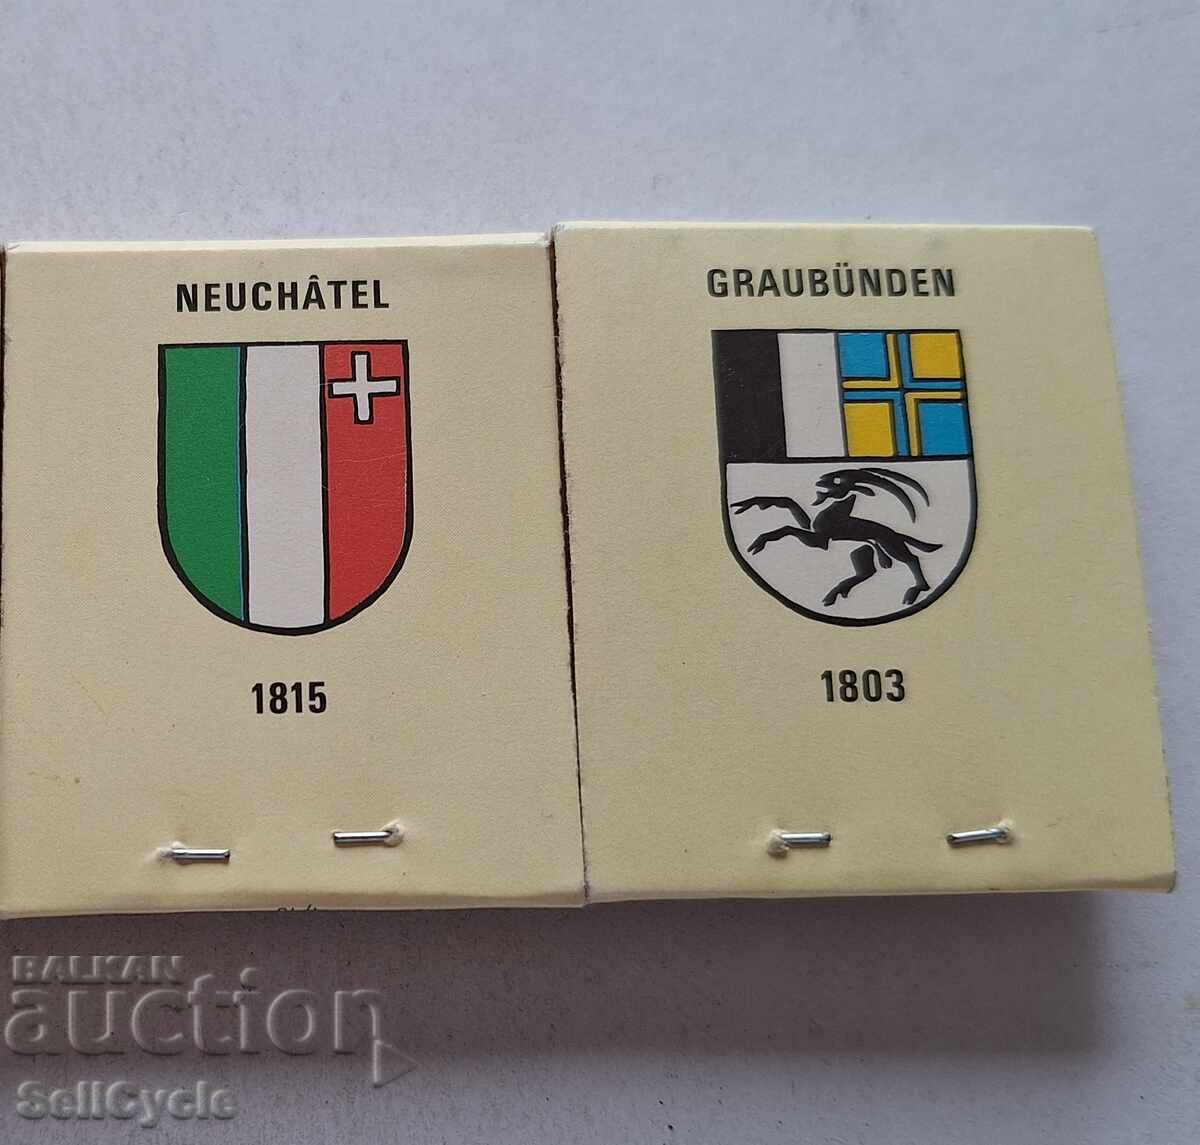 NEUCHÂTEL
1815
GRAUBÜNDEN
1803
BALKAN
auction
SellCycle